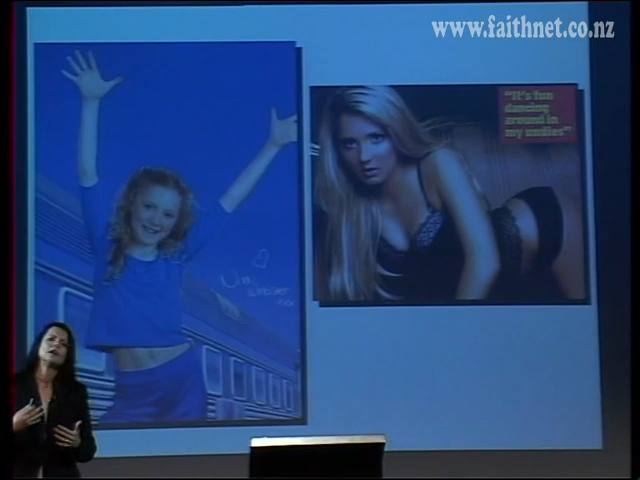 www.faithnet.co.nz
"It's fun
dancing
around in
my undies"